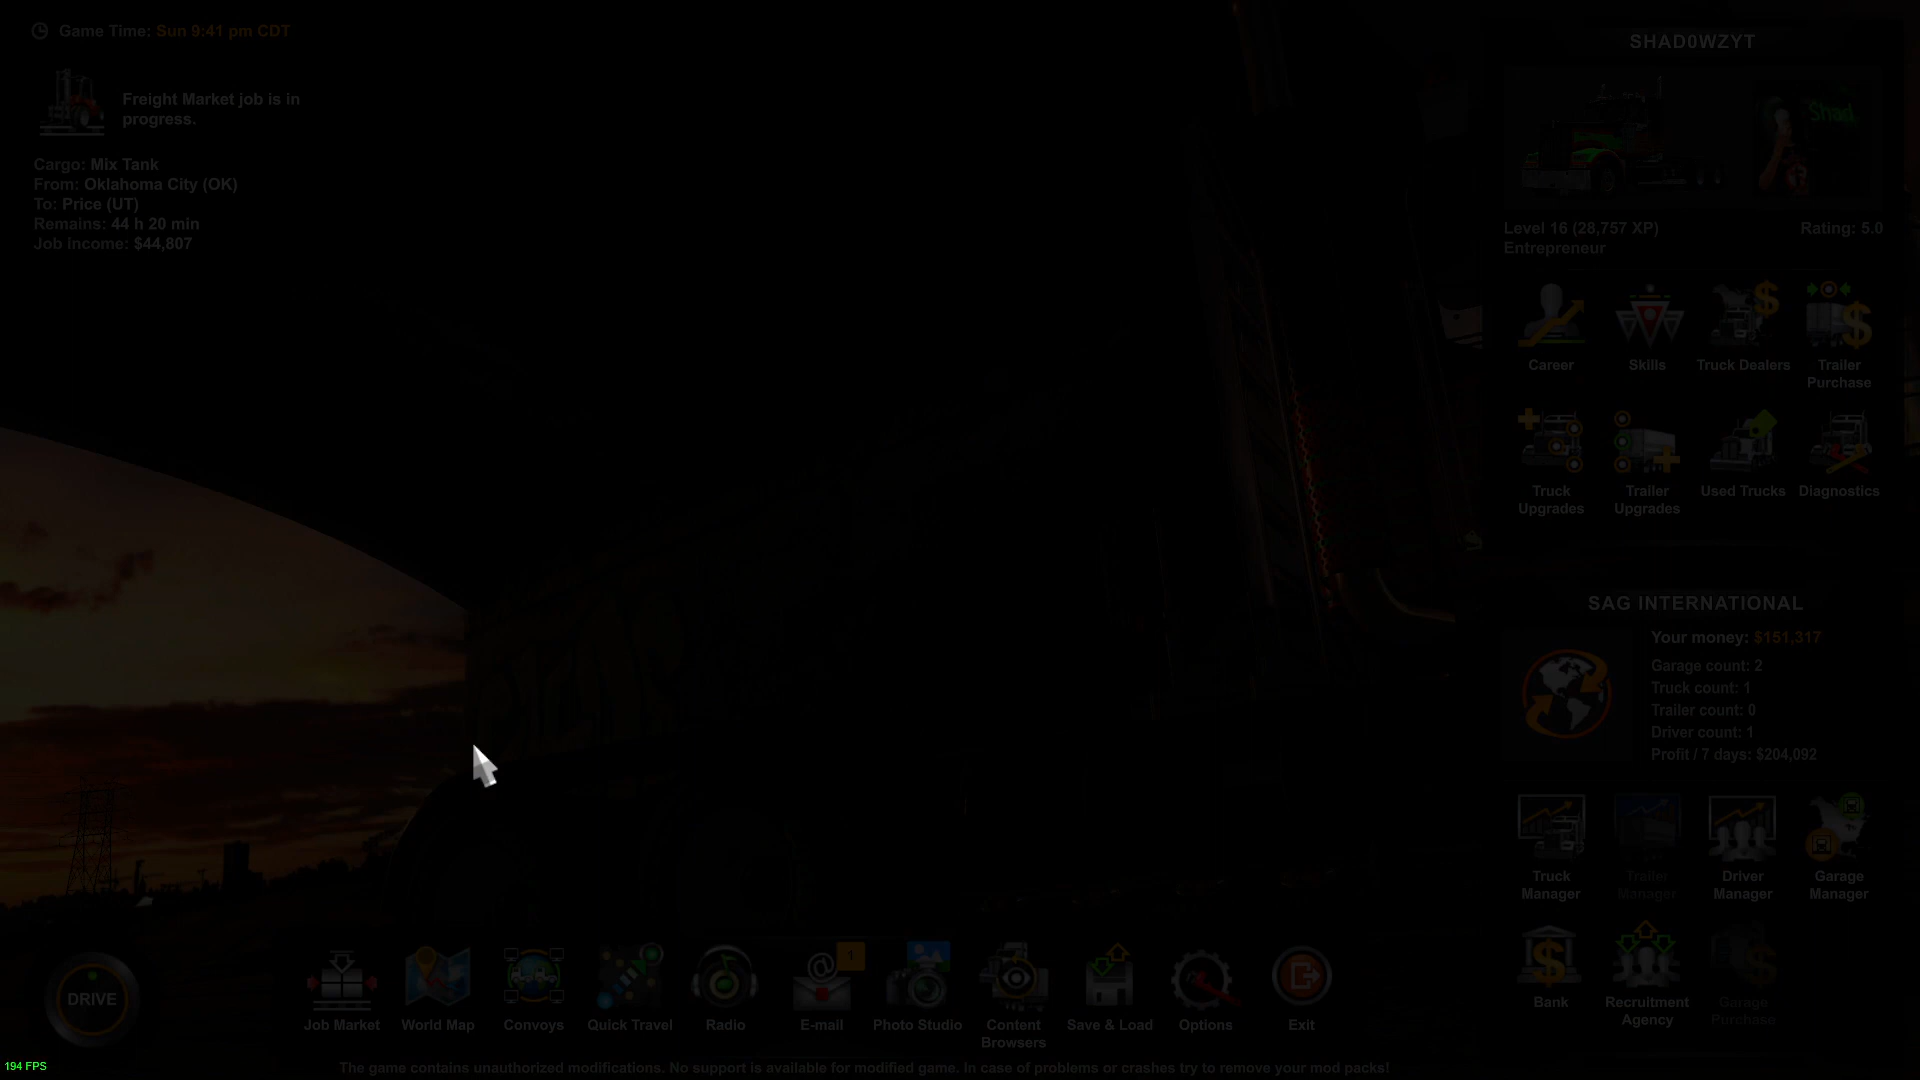 Game Time: Sun 9:41 pm CDT
Freight Market job is in
progress.
Cargo: Mix Tank
From: Oklahoma City (OK)
To: Price (UT)
Remains: 44 h 20 min
Job Income: $44,807
SHAD0WZYT
Shad
Level 16 (28,757 XP)
Rating: 5.0
Entrepreneur
Career
Skills
Truck Dealers
Trailer
Purchase
Truck
Upgrades
Trailer
Upgrades
Used Trucks
Diagnostics
SAG INTERNATIONAL
Your money: $151,317
Garage count: 2
Truck count: 1
Trailer count: 0
Driver count: 1
Profit / 7 days: $204,092
Truck
Manager
Trailer
Manager
Driver
Manager
Garage
Manager
Bank
Recruitment
Agency
Garage
Purchase
DRIVE
1
Job Market
World Map
Convoys
Quick Travel
Radio
E-mail
Photo Studio
Content
Browsers
Save & Load
Options
Exit
194 FPS
The game contains unauthorized modifications. No support is available for modified game. In case of problems or crashes try to remove your mod packs!